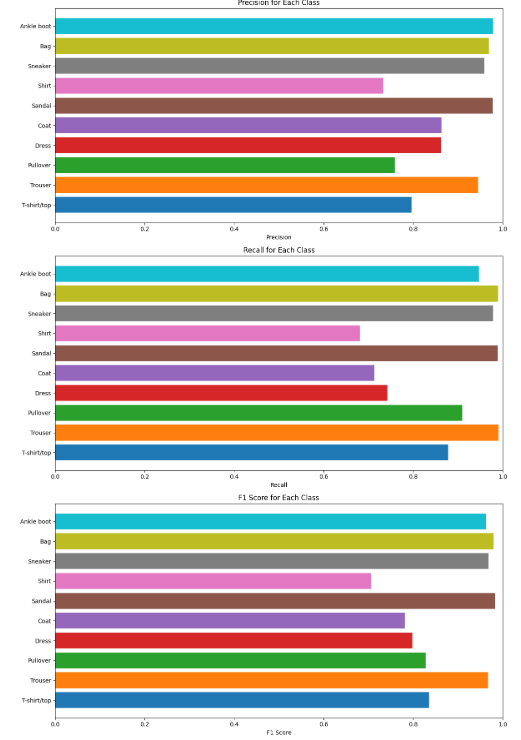 Precision for Each Class
Ankle boot
Bag
Sneaker
Shirt
Sandal
Coat
Dress
Pullover
Trouser
T-shirt/top
0.0 0.2 0.4 0.6 0.8 1.0
Precision
Recall for Each Class
Ankle boot
Bag
Sneaker
Shirt
Sandal
Coat
Dress
Pullover
Trouser
T-shirt/top
0.0 0.2 0.4 0.6 0.8 1.0
Recall
F1 Score for Each Class
Ankle boot
Bag
Sneaker
Shirt
Sandal
Coat
Dress
Pullover
Trouser
T-shirt/top
0.0 0.2 0.4 0.6 0.8 1.0
F1 Score